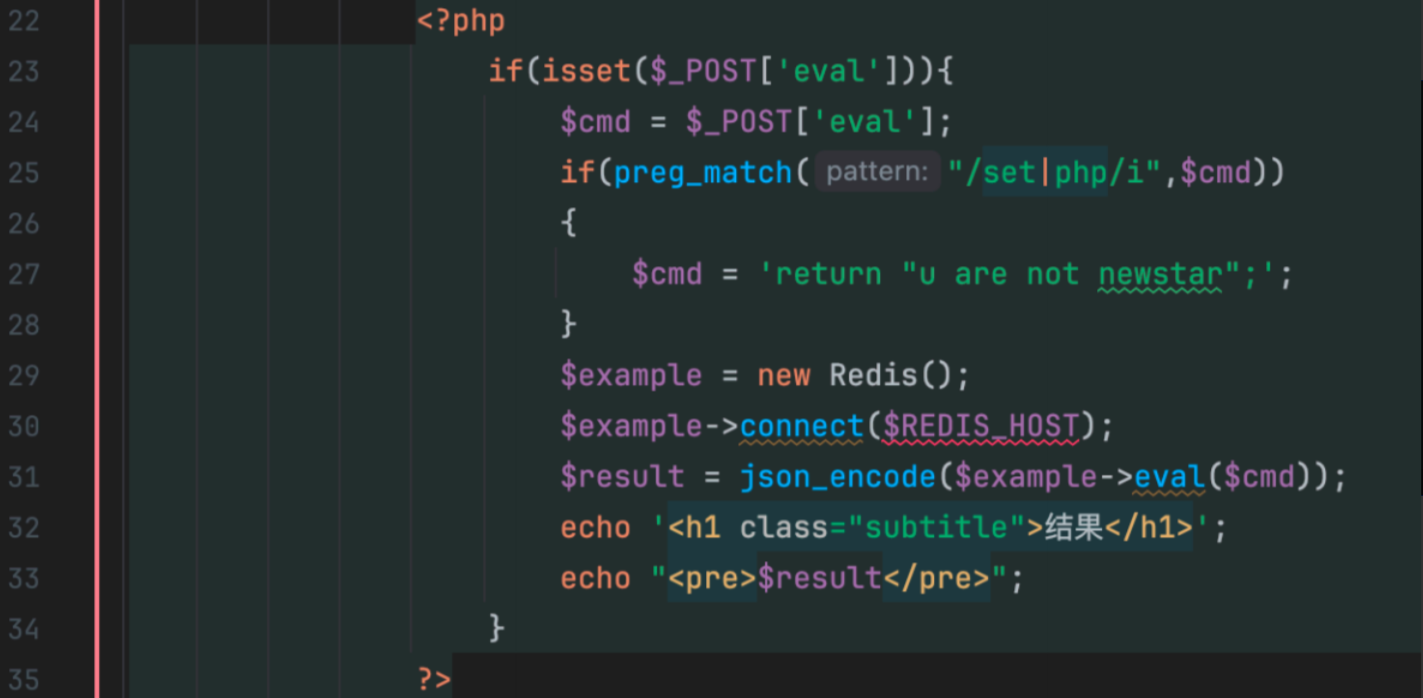 22 <?php
23 if(isset($_POST['eval'])){
24 $cmd = $_POST['eval'];
25 if(preg_match( pattern: "/set|php/i",$cmd))
26 {
27 $cmd = 'return "u are not newstar";';
28 }
29 $example = new Redis();
30 $example->connect($REDIS_HOST);
31 $result = json_encode($example->eval($cmd));
32 echo '<h1 class="subtitle">结果</h1>';
33 echo "<pre>$result</pre>";
34 }
35 ?>